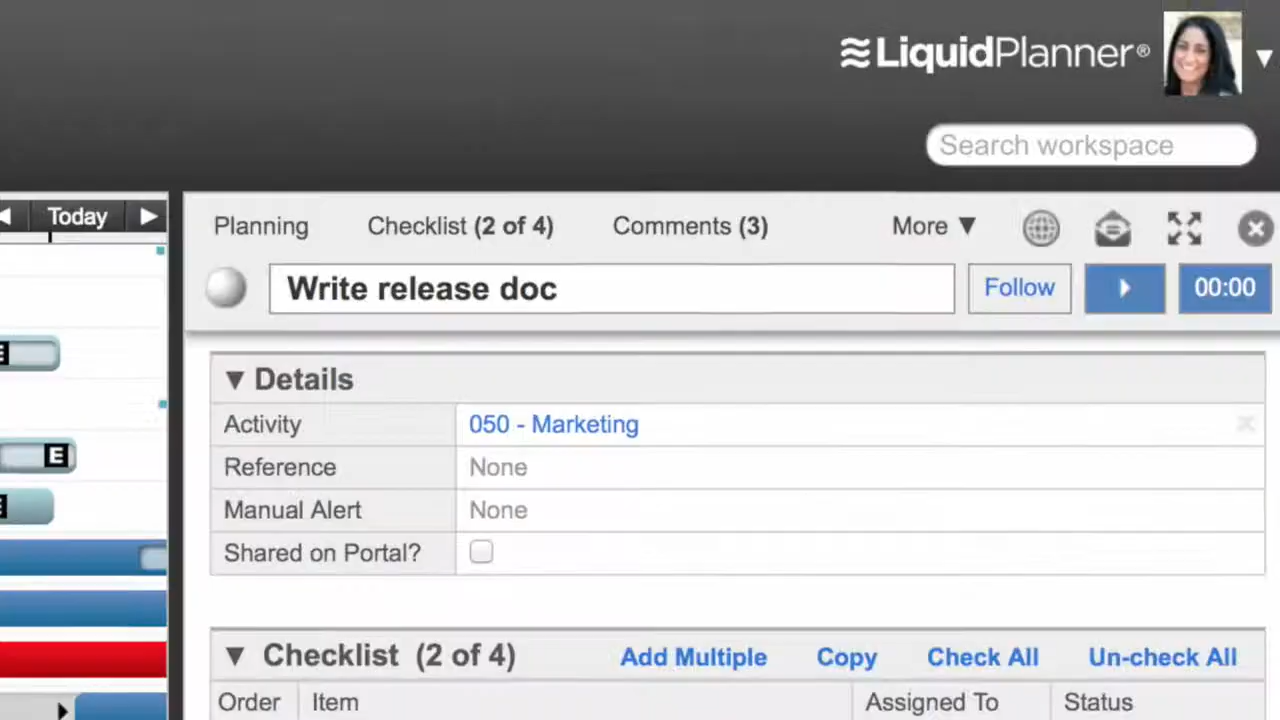 LiquidPlanner®
Search workspace
Today
Planning Checklist (2 of 4) Comments (3) More
Write release doc Follow 00:00
Details
Activity 050 - Marketing
Reference None
Manual Alert None
E
Shared on Portal?
Checklist (2 of 4) Add Multiple Copy Check All Un-check All
Order Item Assigned To Status